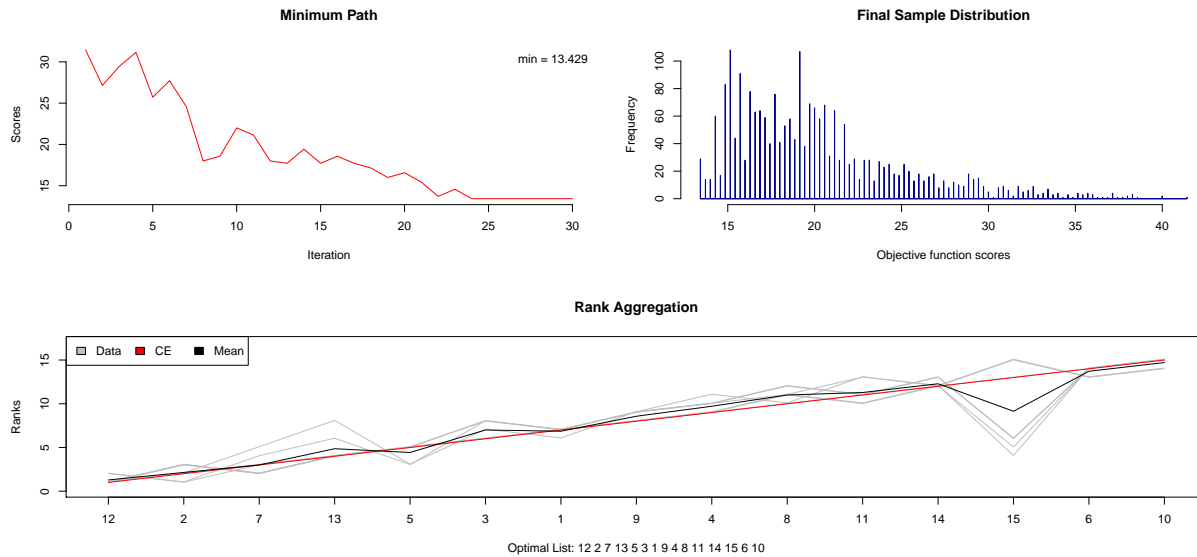 Minimum Path
min = 13.429
Scores
30
25
20
15
0 5 10 15 20 25 30
Iteration
Final Sample Distribution
Frequency
100
80
60
40
20
0
15 20 25 30 35 40
Objective function scores
Rank Aggregation
Data CE Mean
Ranks
15
10
5
0
12 2 7 13 5 3 1 9 4 8 11 14 15 6 10
Optimal List: 12 2 7 13 5 3 1 9 4 8 11 14 15 6 10